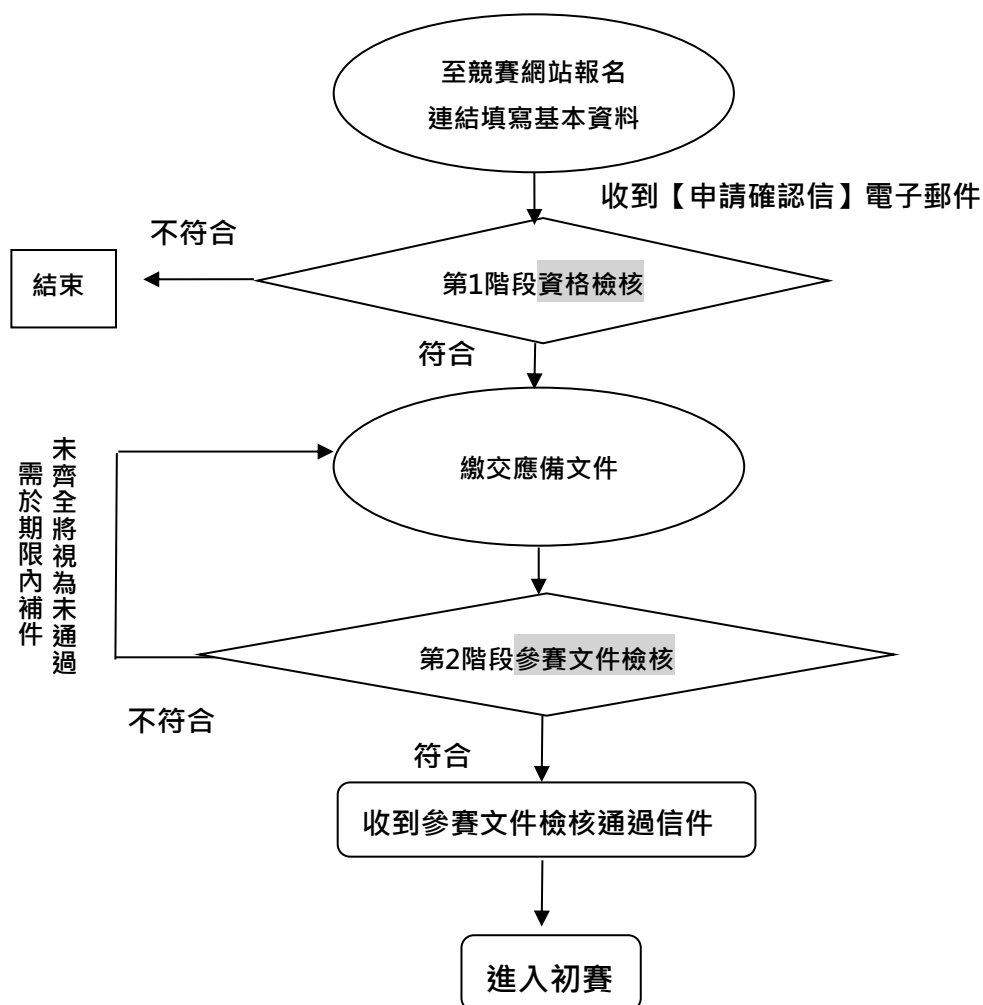 至競賽網站報名
連結填寫基本資料
收到【申請確認信】電子郵件
不符合
結束
第1階段資格檢核
符合
繳交應備文件
未齊全將視為未通過
需於期限內補件
第2階段參賽文件檢核
不符合
符合
收到參賽文件檢核通過信件
進入初賽